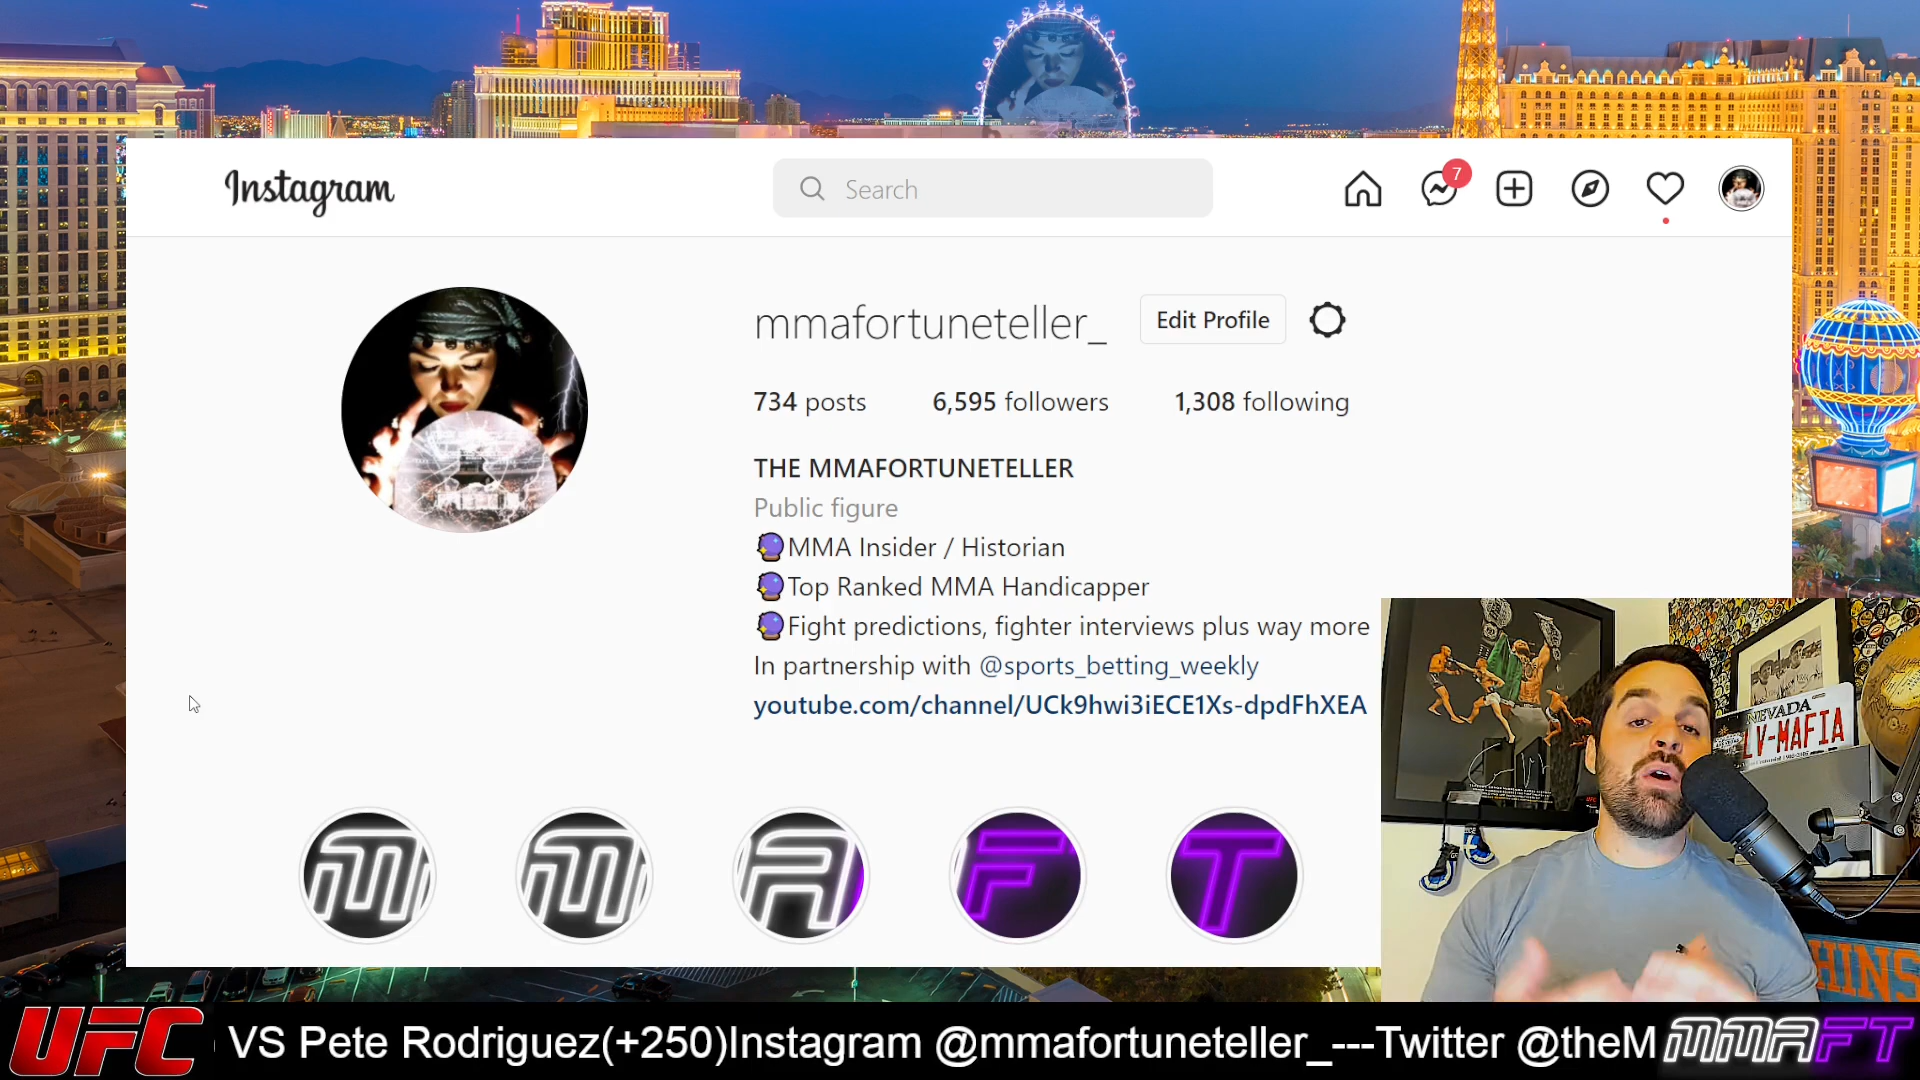 Instagram
Search
7
mmafortuneteller_
Edit Profile
734 posts
6,595 followers
1,308 following
THE MMAFORTUNETELLER
Public figure
🔮MMA Insider / Historian
🔮Top Ranked MMA Handicapper
🔮Fight predictions, fighter interviews plus way more
In partnership with @sports_betting_weekly
youtube.com/channel/UCk9hwi3iECE1Xs-dpdFhXEA
M
M
A
F
T
NEVADA
LV-MAFIA
HINS
UFC
VS Pete Rodriguez(+250)Instagram @mmafortuneteller_---Twitter @theM
MMAFT